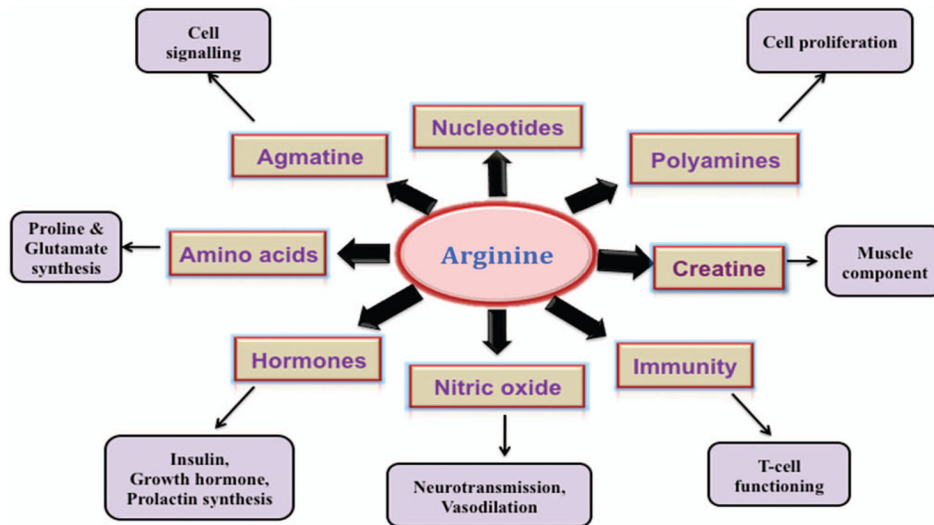 Cell
signalling
Cell proliferation
Nucleotides
Agmatine
Polyamines
Proline &
Glutamate
synthesis
Amino acids
Arginine
Creatine
Muscle
component
Hormones
Nitric oxide
Immunity
Insulin,
Growth hormone,
Prolactin synthesis
Neurotransmission,
Vasodilation
T-cell
functioning